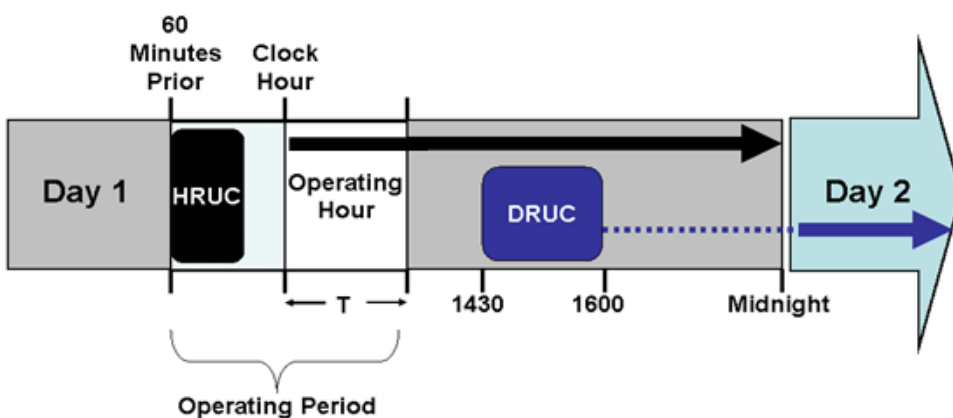 60
Minutes
Prior
Clock
Hour
Day 1
HRUC
Operating
Hour
DRUC
Day 2
T
1430
1600
Midnight
Operating Period